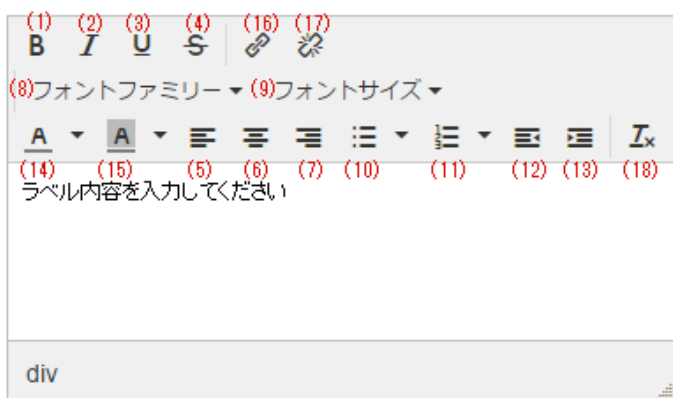 (1) (2) (3) (4) (16) (17)
B I U S
(8)フォントファミリー (9)フォントサイズ
A A
(14) (15) (5) (6) (7) (10) (11) (12) (13) (18)
ラベル内容を入力してください
div